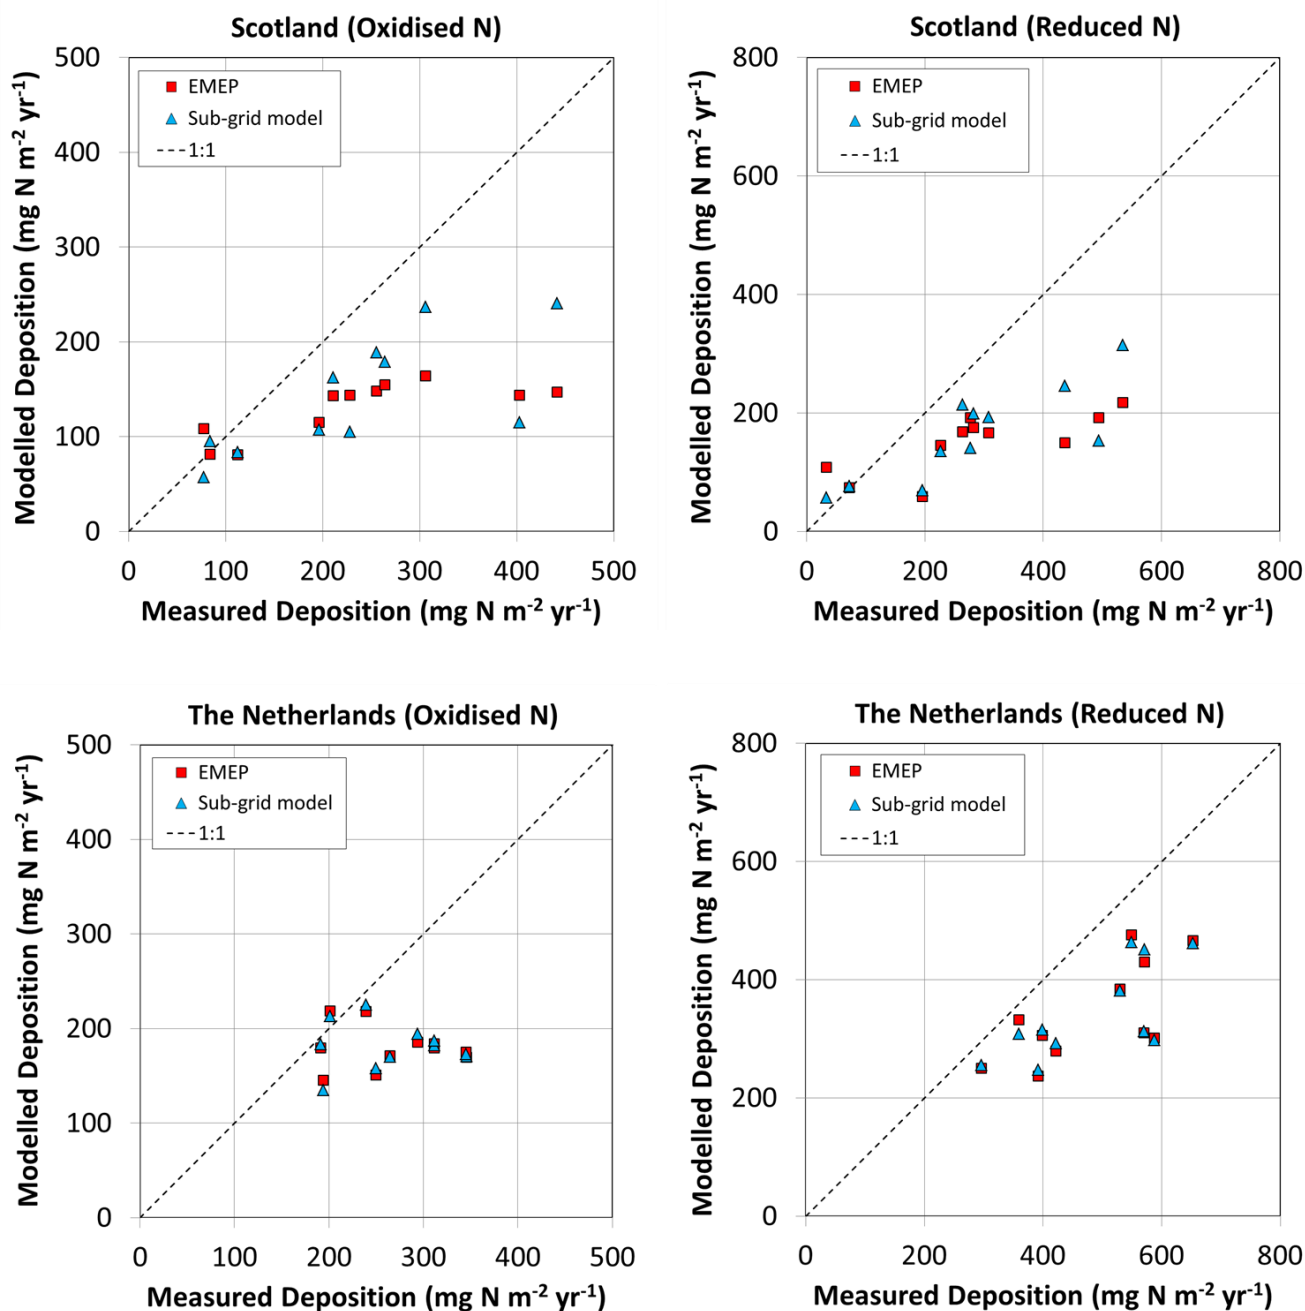 Scotland (Oxidised N)
Modelled Deposition (mg N m-2 yr-1)
500
400
300
200
100
0
EMEP
Sub-grid model
1:1
0 100 200 300 400 500
Measured Deposition (mg N m-2 yr-1)
Scotland (Reduced N)
Modelled Deposition (mg N m-2 yr-1)
800
600
400
200
0
EMEP
Sub-grid model
1:1
0 200 400 600 800
Measured Deposition (mg N m-2 yr-1)
The Netherlands (Oxidised N)
Modelled Deposition (mg N m-2 yr-1)
500
400
300
200
100
0
EMEP
Sub-grid model
1:1
0 100 200 300 400 500
Measured Deposition (mg N m-2 yr-1)
The Netherlands (Reduced N)
Modelled Deposition (mg N m-2 yr-1)
800
600
400
200
0
EMEP
Sub-grid model
1:1
0 200 400 600 800
Measured Deposition (mg N m-2 yr-1)